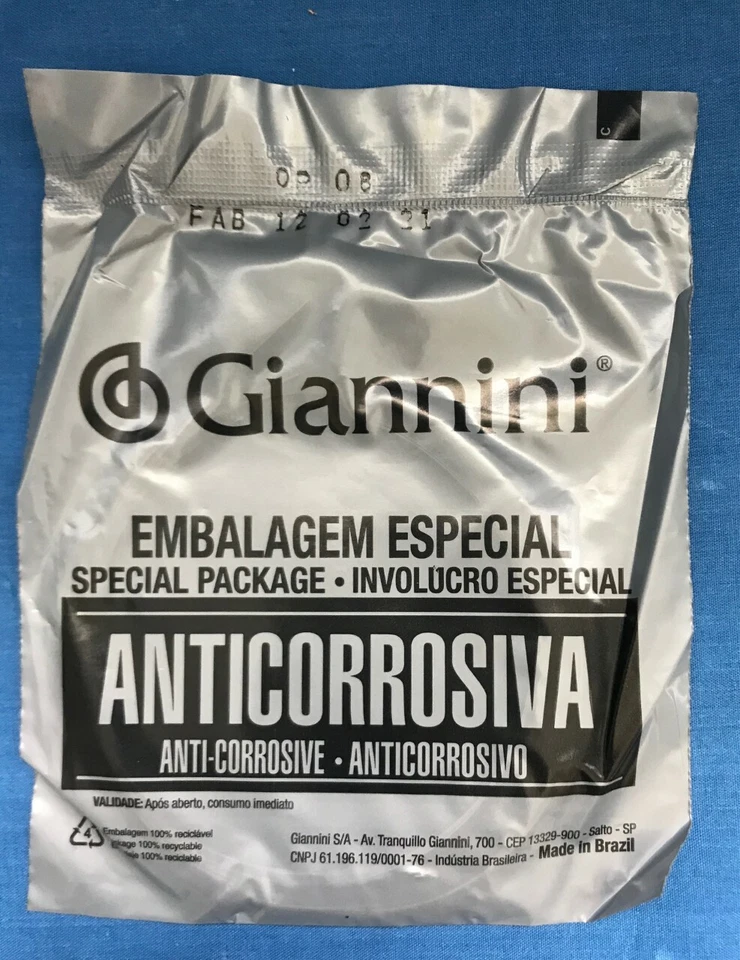 C
08
FAB 12 02 21
Giannini®
EMBALAGEM ESPECIAL
SPECIAL PACKAGE • INVOLÚCRO ESPECIAL
ANTICORROSIVA
ANTI-CORROSIVE • ANTICORROSIVO
VALIDADE: Após aberto, consumo imediato
4
Embalagem 100% reciclável
100% recyclable
100% reciclable
Giannini S/A - Av. Tranquillo Giannini, 700 - CEP 13329-900 - Salto - SP
CNPJ 61.196.119/0001-76 - Indústria Brasileira - Made in Brazil